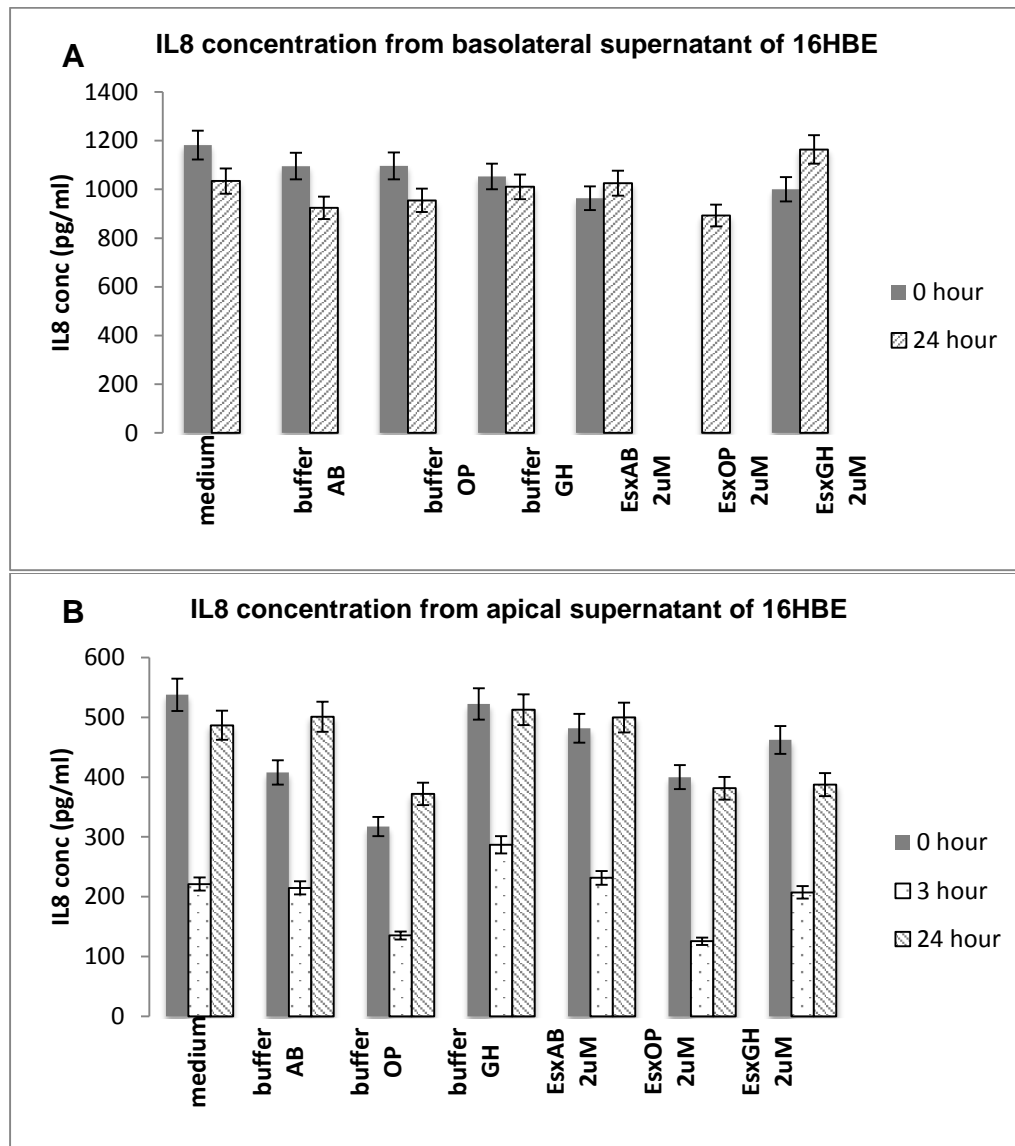 A
IL8 concentration from basolateral supernatant of 16HBE
IL8 conc (pg/ml)
1400
1200
1000
800
600
400
200
0
medium
buffer
AB
buffer
OP
buffer
GH
EsxAB
2uM
EsxOP
2uM
EsxGH
2uM
0 hour
24 hour
B
IL8 concentration from apical supernatant of 16HBE
IL8 conc (pg/ml)
600
500
400
300
200
100
0
medium
buffer
AB
buffer
OP
buffer
GH
EsxAB
2uM
EsxOP
2uM
EsxGH
2uM
0 hour
3 hour
24 hour